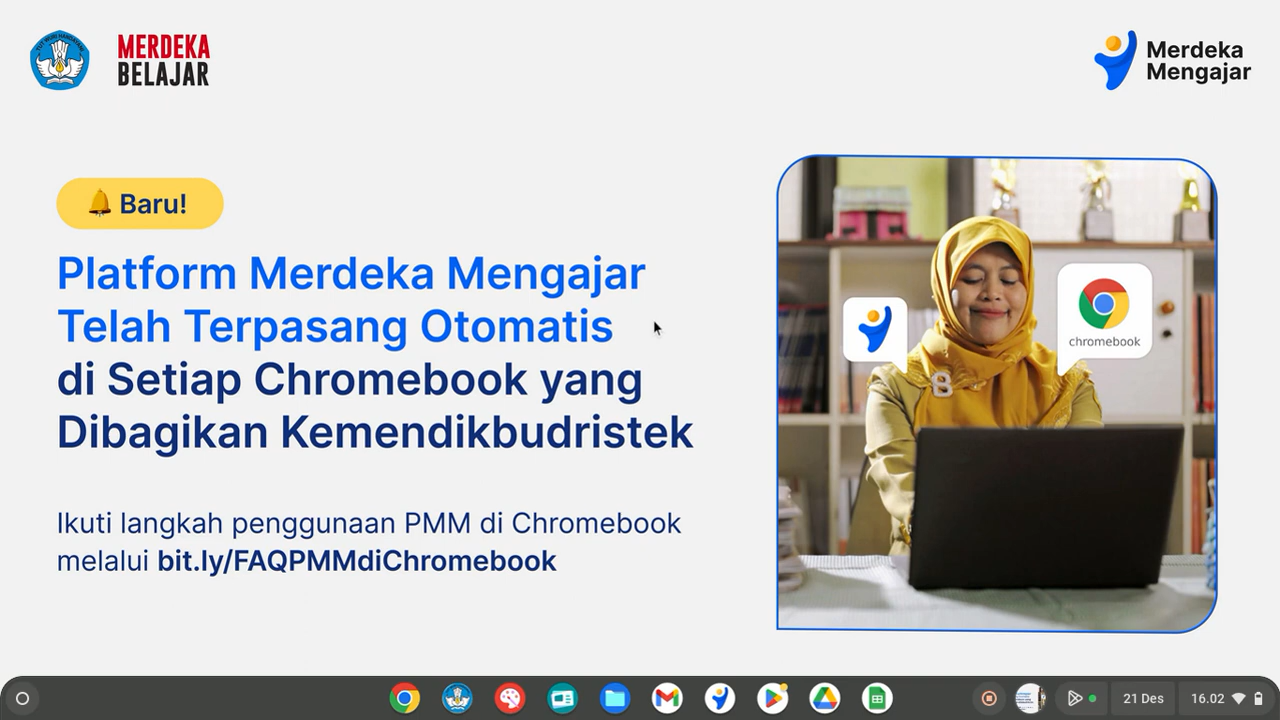 MERDEKA
BELAJAR
Merdeka
Mengajar
Baru!
Platform Merdeka Mengajar
Telah Terpasang Otomatis
di Setiap Chromebook yang
Dibagikan Kemendikbudristek
Ikuti langkah penggunaan PMM di Chromebook
melalui bit.ly/FAQPMMdiChromebook
chromebook
21 Des
16.02